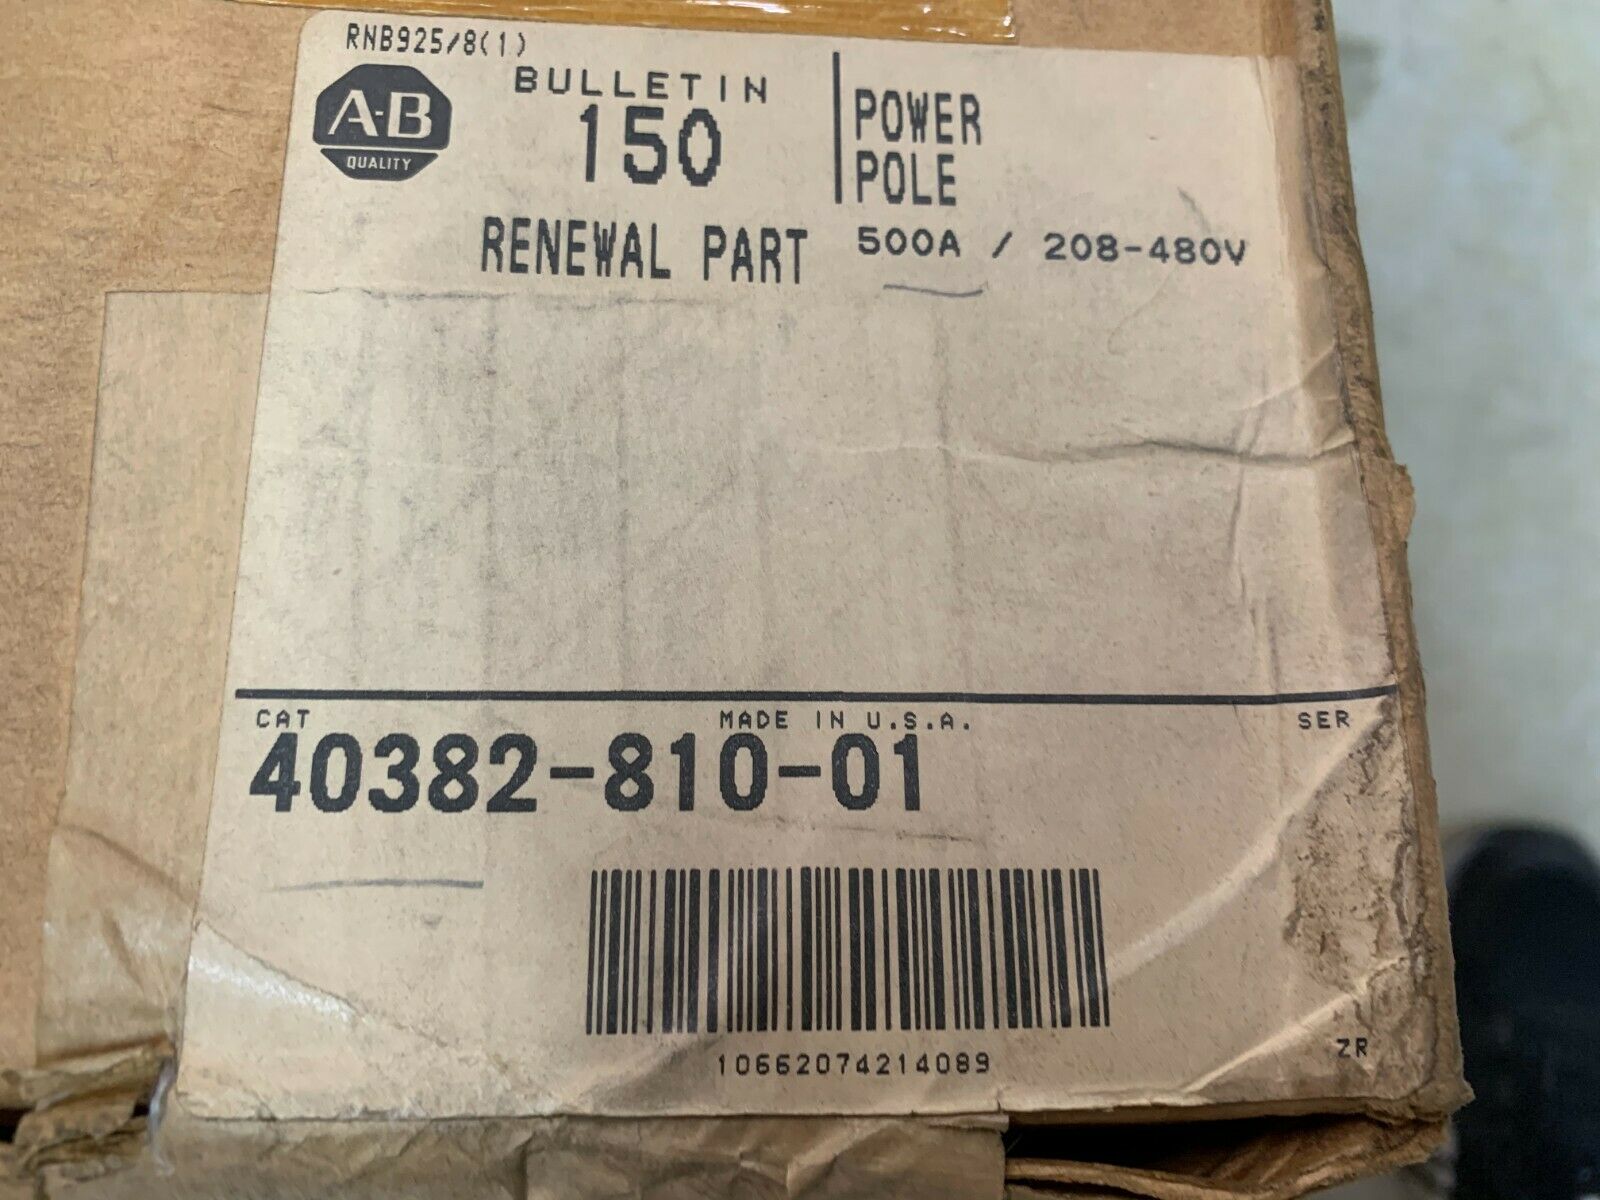 RNB925/8(1)
A-B
QUALITY
BULLETIN
150
RENEWAL PART
POWER
POLE
500A / 208-480V
CAT
MADE IN U.S.A.
SER
40382-810-01
10662074214089
ZR